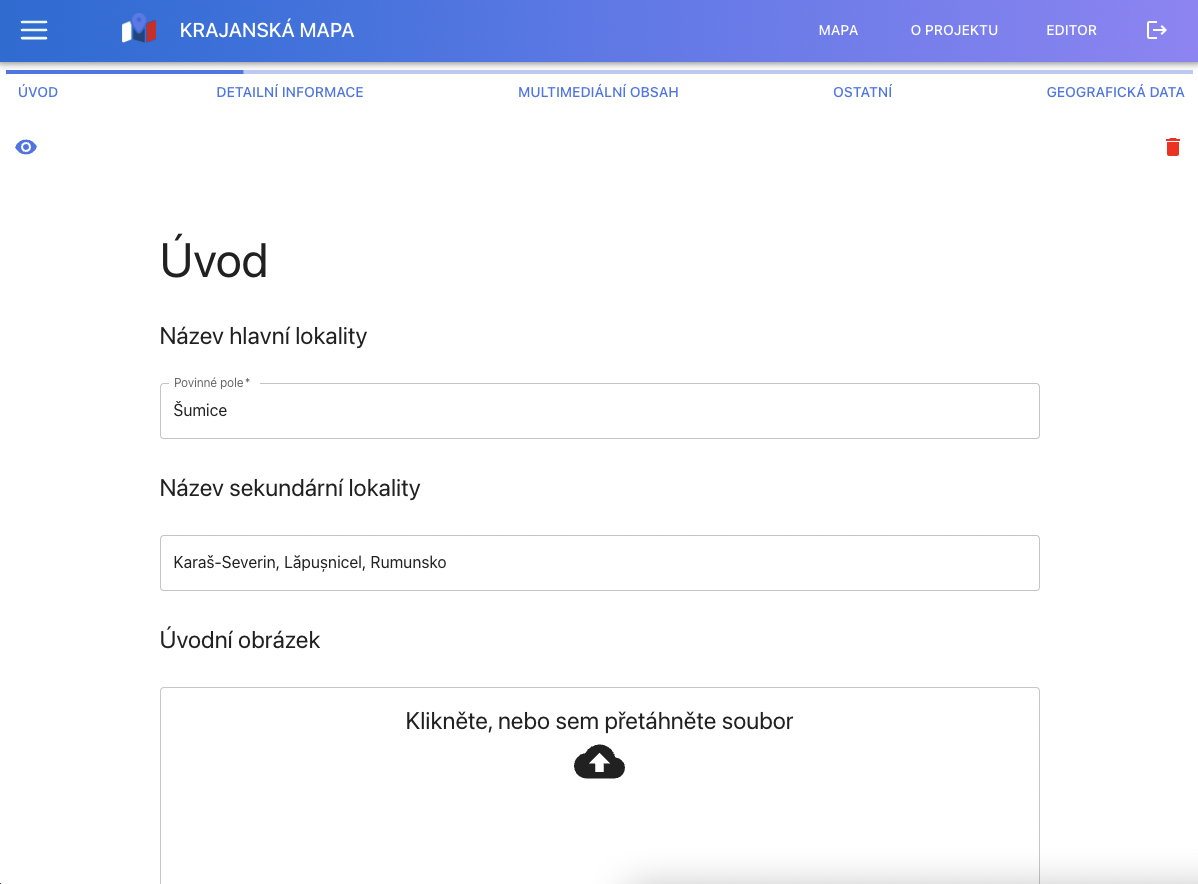 KRAJANSKÁ MAPA MAPA O PROJEKTU EDITOR
ÚVOD DETAILNÍ INFORMACE MULTIMEDIÁLNÍ OBSAH OSTATNÍ GEOGRAFICKÁ DATA
Úvod
Název hlavní lokality
Povinné pole *
Šumice
Název sekundární lokality
Karaš-Severin, Lăpușnicel, Rumunsko
Úvodní obrázek
Klikněte, nebo sem přetáhněte soubor